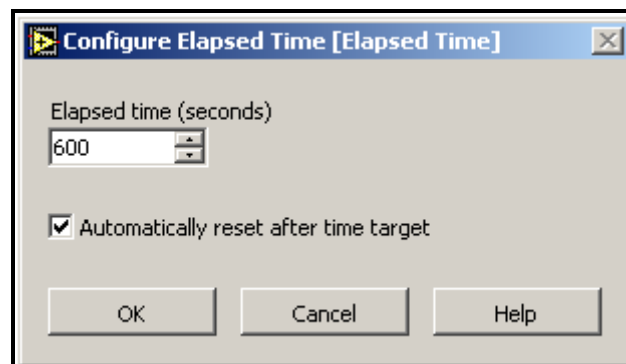 Configure Elapsed Time [Elapsed Time]
Elapsed time (seconds)
600
Automatically reset after time target
OK Cancel Help